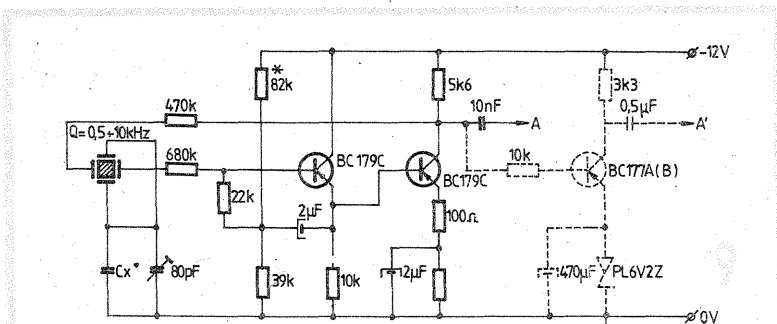 -12V
*
82k
5k6
3k3
470k
10nF
A
0,5µF
A'
Q=0,5÷10kHz
680k
BC179C
BC179C
10k
BC177A(B)
22k
2µF
100Ω
Cx*
80pF
39k
10k
12µF
470µF
PL6V2Z
0V